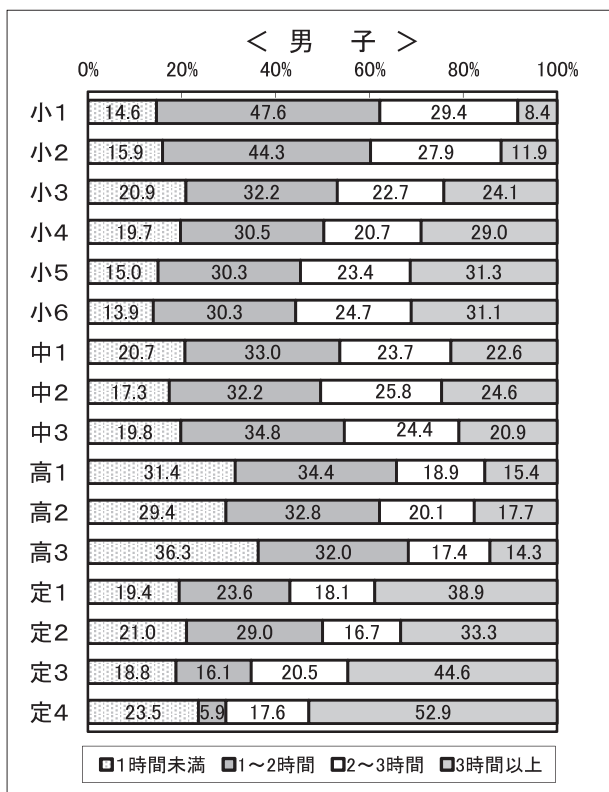 ＜ 男 子 ＞
0% 20% 40% 60% 80% 100%
小1 14.6 47.6 29.4 8.4
小2 15.9 44.3 27.9 11.9
小3 20.9 32.2 22.7 24.1
小4 19.7 30.5 20.7 29.0
小5 15.0 30.3 23.4 31.3
小6 13.9 30.3 24.7 31.1
中1 20.7 33.0 23.7 22.6
中2 17.3 32.2 25.8 24.6
中3 19.8 34.8 24.4 20.9
高1 31.4 34.4 18.9 15.4
高2 29.4 32.8 20.1 17.7
高3 36.3 32.0 17.4 14.3
定1 19.4 23.6 18.1 38.9
定2 21.0 29.0 16.7 33.3
定3 18.8 16.1 20.5 44.6
定4 23.5 5.9 17.6 52.9
1時間未満 1～2時間 2～3時間 3時間以上